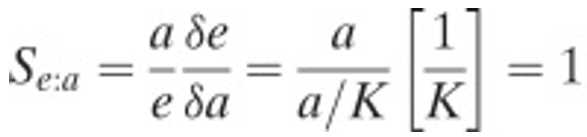 $S_{e:a} = \frac{a}{e} \frac{\delta e}{\delta a} = \frac{a}{a/K} \left[ \frac{1}{K} \right] = 1$